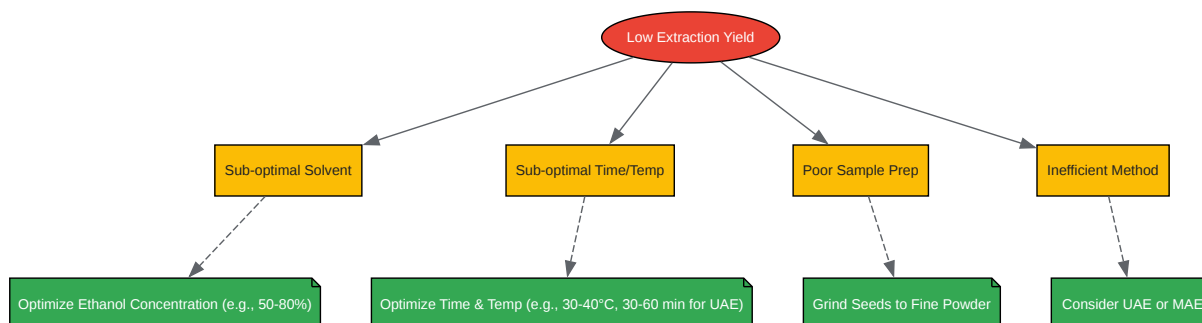 Low Extraction Yield
Sub-optimal Solvent
Sub-optimal Time/Temp
Poor Sample Prep
Inefficient Method
Optimize Ethanol Concentration (e.g., 50-80%)
Optimize Time & Temp (e.g., 30-40°C, 30-60 min for UAE)
Grind Seeds to Fine Powder
Consider UAE or MAE